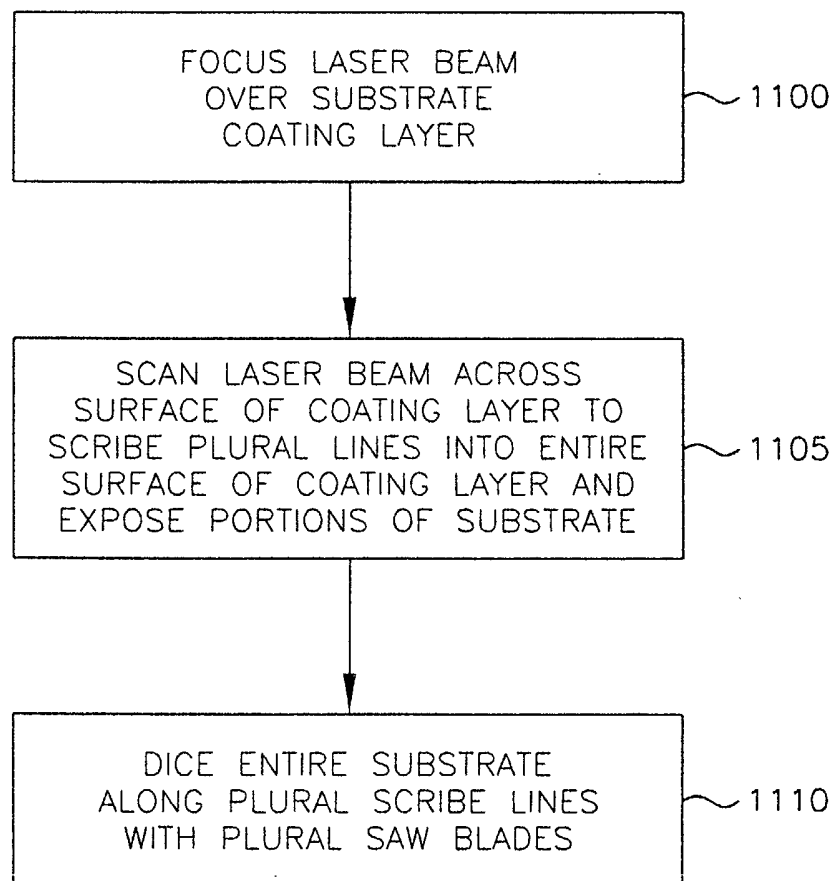 FOCUS LASER BEAM
OVER SUBSTRATE
COATING LAYER
1100
SCAN LASER BEAM ACROSS
SURFACE OF COATING LAYER TO
SCRIBE PLURAL LINES INTO ENTIRE
SURFACE OF COATING LAYER AND
EXPOSE PORTIONS OF SUBSTRATE
1105
DICE ENTIRE SUBSTRATE
ALONG PLURAL SCRIBE LINES
WITH PLURAL SAW BLADES
1110